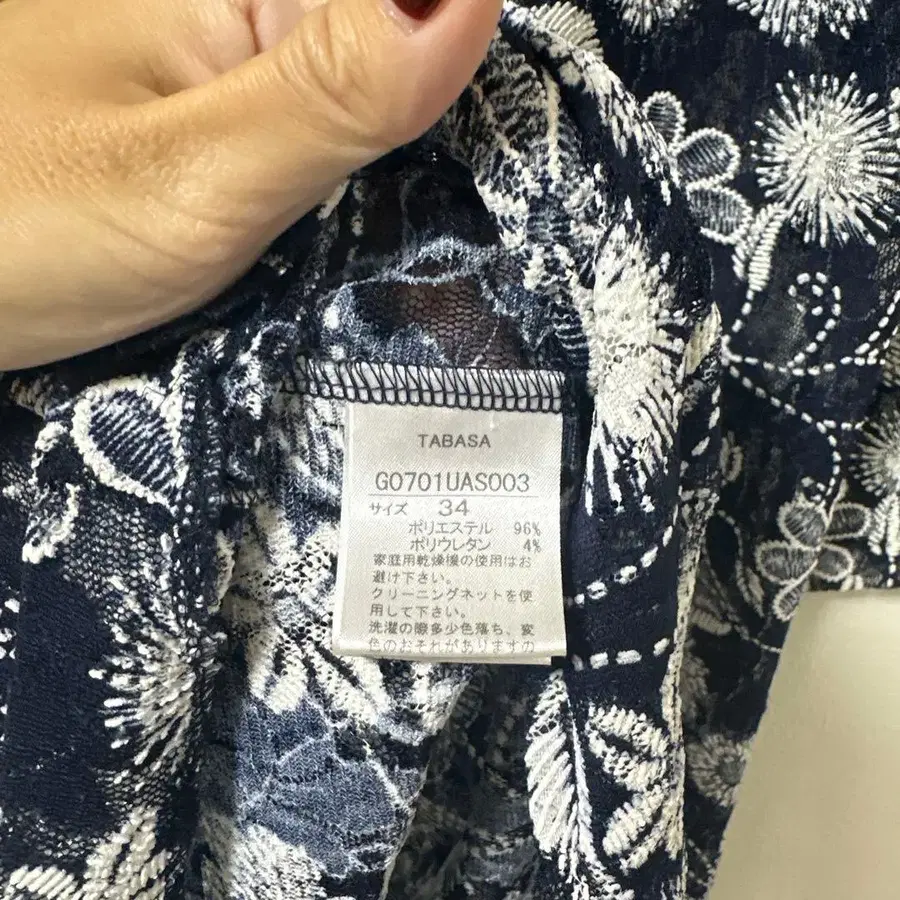 TABASA
G0701UAS003
サイズ 34
ポリエステル 96%
ポリウレタン 4%
家庭用乾燥機の使用はお
避け下さい。
クリーニングネットを使
用して下さい。
洗濯の際多少色落ち、変
色のおそれがありますの